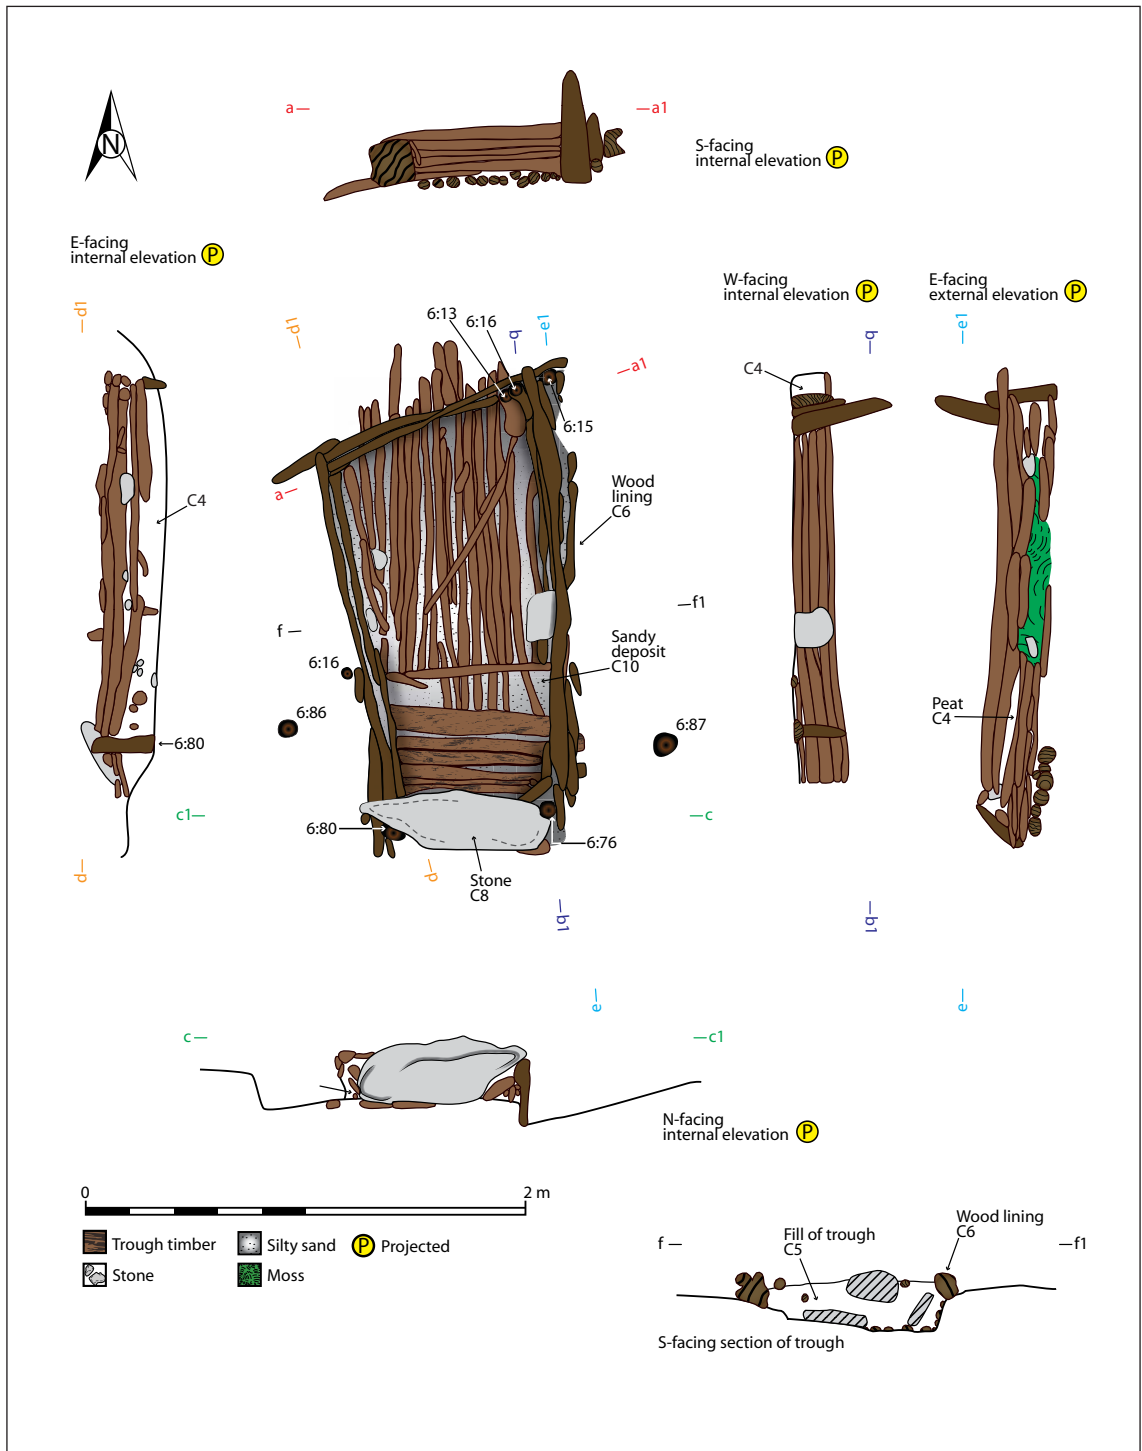 a
a1
N
S-facing
internal elevation P
E-facing
internal elevation P
W-facing
internal elevation P
E-facing
external elevation P
d1
d1
6:13
6:16
b
e1
a1
b
e1
C4
6:15
a
C4
Wood
lining
C6
f
f1
Sandy
deposit
C10
6:16
6:86
6:87
Peat
C4
6:80
c1
c
6:80
6:76
d
d
Stone
C8
b1
b1
e
e
c
c1
N-facing
internal elevation P
0
2 m
Trough timber
Silty sand
P Projected
Stone
Moss
f
Fill of trough
C5
Wood lining
C6
f1
S-facing section of trough